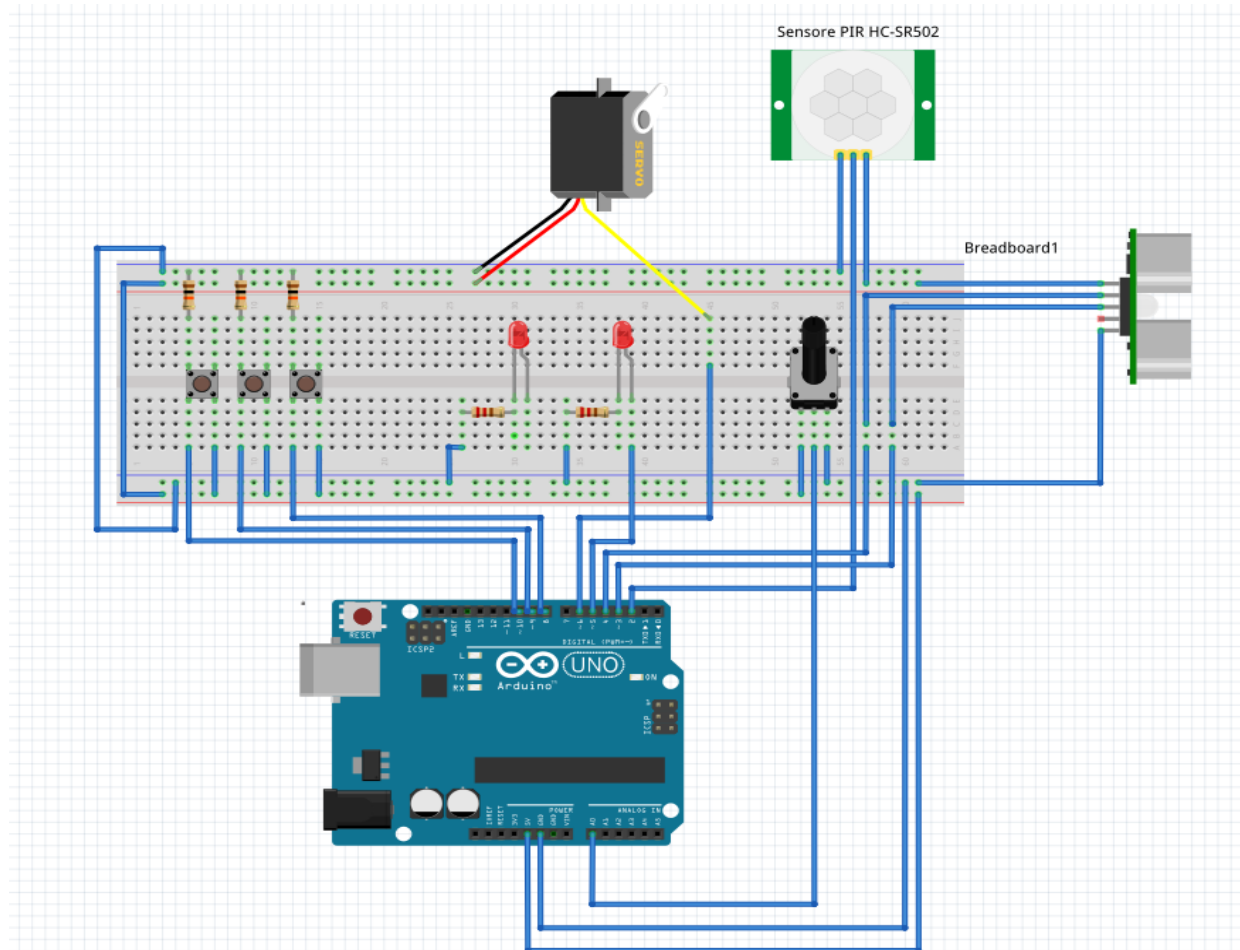 Sensore PIR HC-SR502
SERVO
Breadboard1
RESET
ICSP2
AREF
GND
13
12
~11
~10
~9
8
7
~6
~5
4
~3
2
TX0▶1
RX0◀0
DIGITAL (PWM=~)
L
TX
RX
Arduino
UNO
ON
ICSP
POWER
ANALOG IN
IOREF
RESET
3V3
5V
GND
GND
VIN
A0
A1
A2
A3
A4
A5